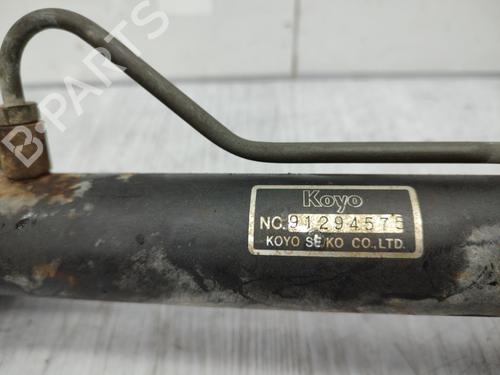 B-PARTS
Koyo
NO. 91294575
KOYO SEIKO CO.,LTD.